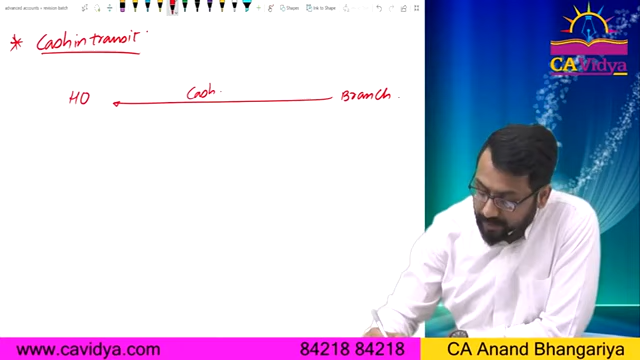 advanced accounts – revision batch
Shapes
Ink to Shape
* Cash in transit
HO
Cash.
Branch.
CA Vidya
www.cavidya.com
84218 84218
CA Anand Bhangariya